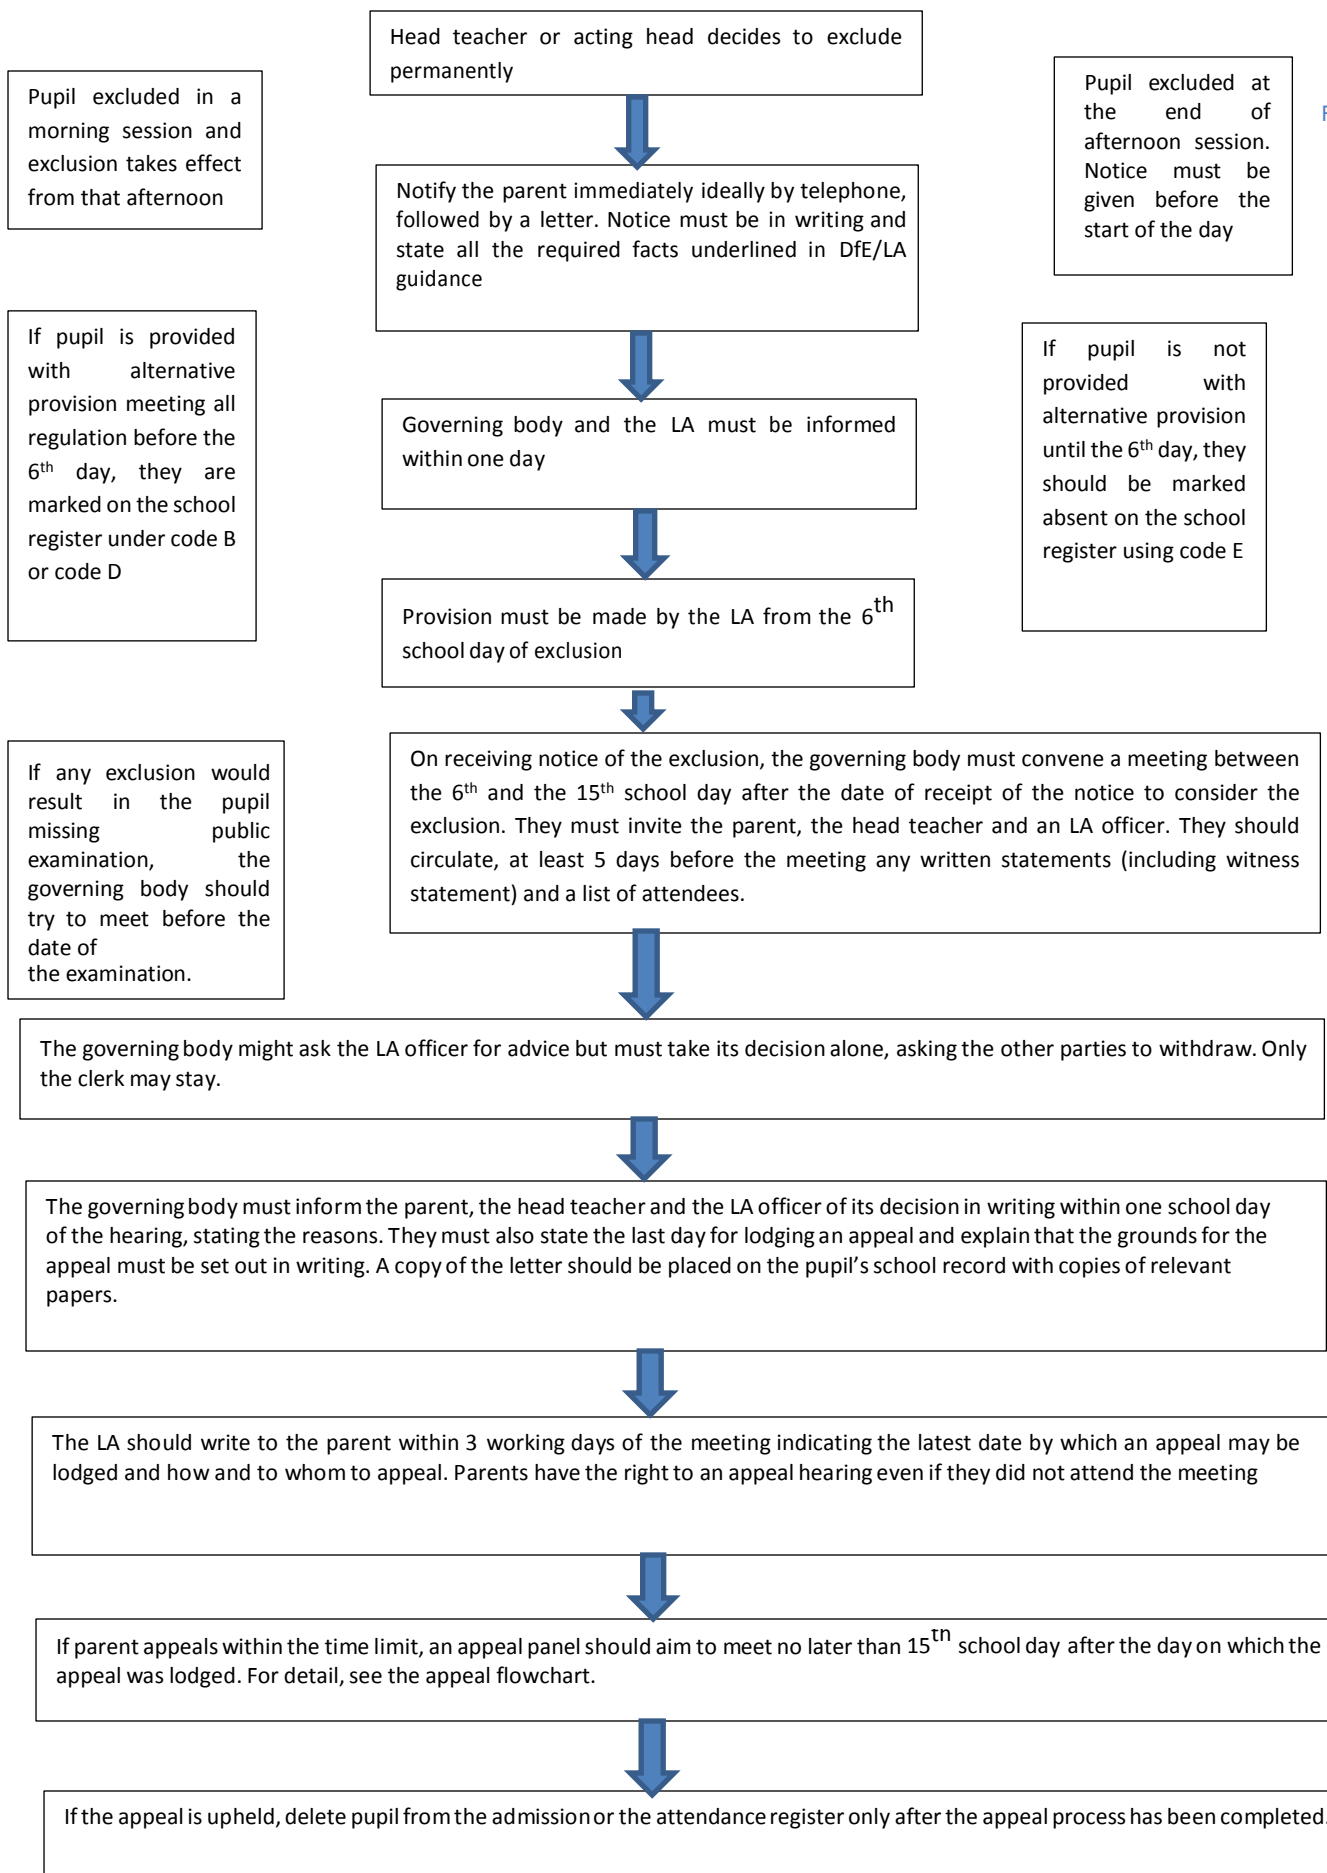 Head teacher or acting head decides to exclude
permanently
Pupil excluded in a
morning session and
exclusion takes effect
from that afternoon
Pupil excluded at
the end of
afternoon session.
Notice must be
given before the
start of the day
Notify the parent immediately ideally by telephone,
followed by a letter. Notice must be in writing and
state all the required facts underlined in DfE/LA
guidance
If pupil is provided
with alternative
provision meeting all
regulation before the
6th day, they are
marked on the school
register under code B
or code D
If pupil is not
provided with
alternative provision
until the 6th day, they
should be marked
absent on the school
register using code E
Governing body and the LA must be informed
within one day
Provision must be made by the LA from the 6th
school day of exclusion
If any exclusion would
result in the pupil
missing public
examination, the
governing body should
try to meet before the
date of
the examination.
On receiving notice of the exclusion, the governing body must convene a meeting between
the 6th and the 15th school day after the date of receipt of the notice to consider the
exclusion. They must invite the parent, the head teacher and an LA officer. They should
circulate, at least 5 days before the meeting any written statements (including witness
statement) and a list of attendees.
The governing body might ask the LA officer for advice but must take its decision alone, asking the other parties to withdraw. Only
the clerk may stay.
The governing body must inform the parent, the head teacher and the LA officer of its decision in writing within one school day
of the hearing, stating the reasons. They must also state the last day for lodging an appeal and explain that the grounds for the
appeal must be set out in writing. A copy of the letter should be placed on the pupil's school record with copies of relevant
papers.
The LA should write to the parent within 3 working days of the meeting indicating the latest date by which an appeal may be
lodged and how and to whom to appeal. Parents have the right to an appeal hearing even if they did not attend the meeting
If parent appeals within the time limit, an appeal panel should aim to meet no later than 15th school day after the day on which the
appeal was lodged. For detail, see the appeal flowchart.
If the appeal is upheld, delete pupil from the admission or the attendance register only after the appeal process has been completed.